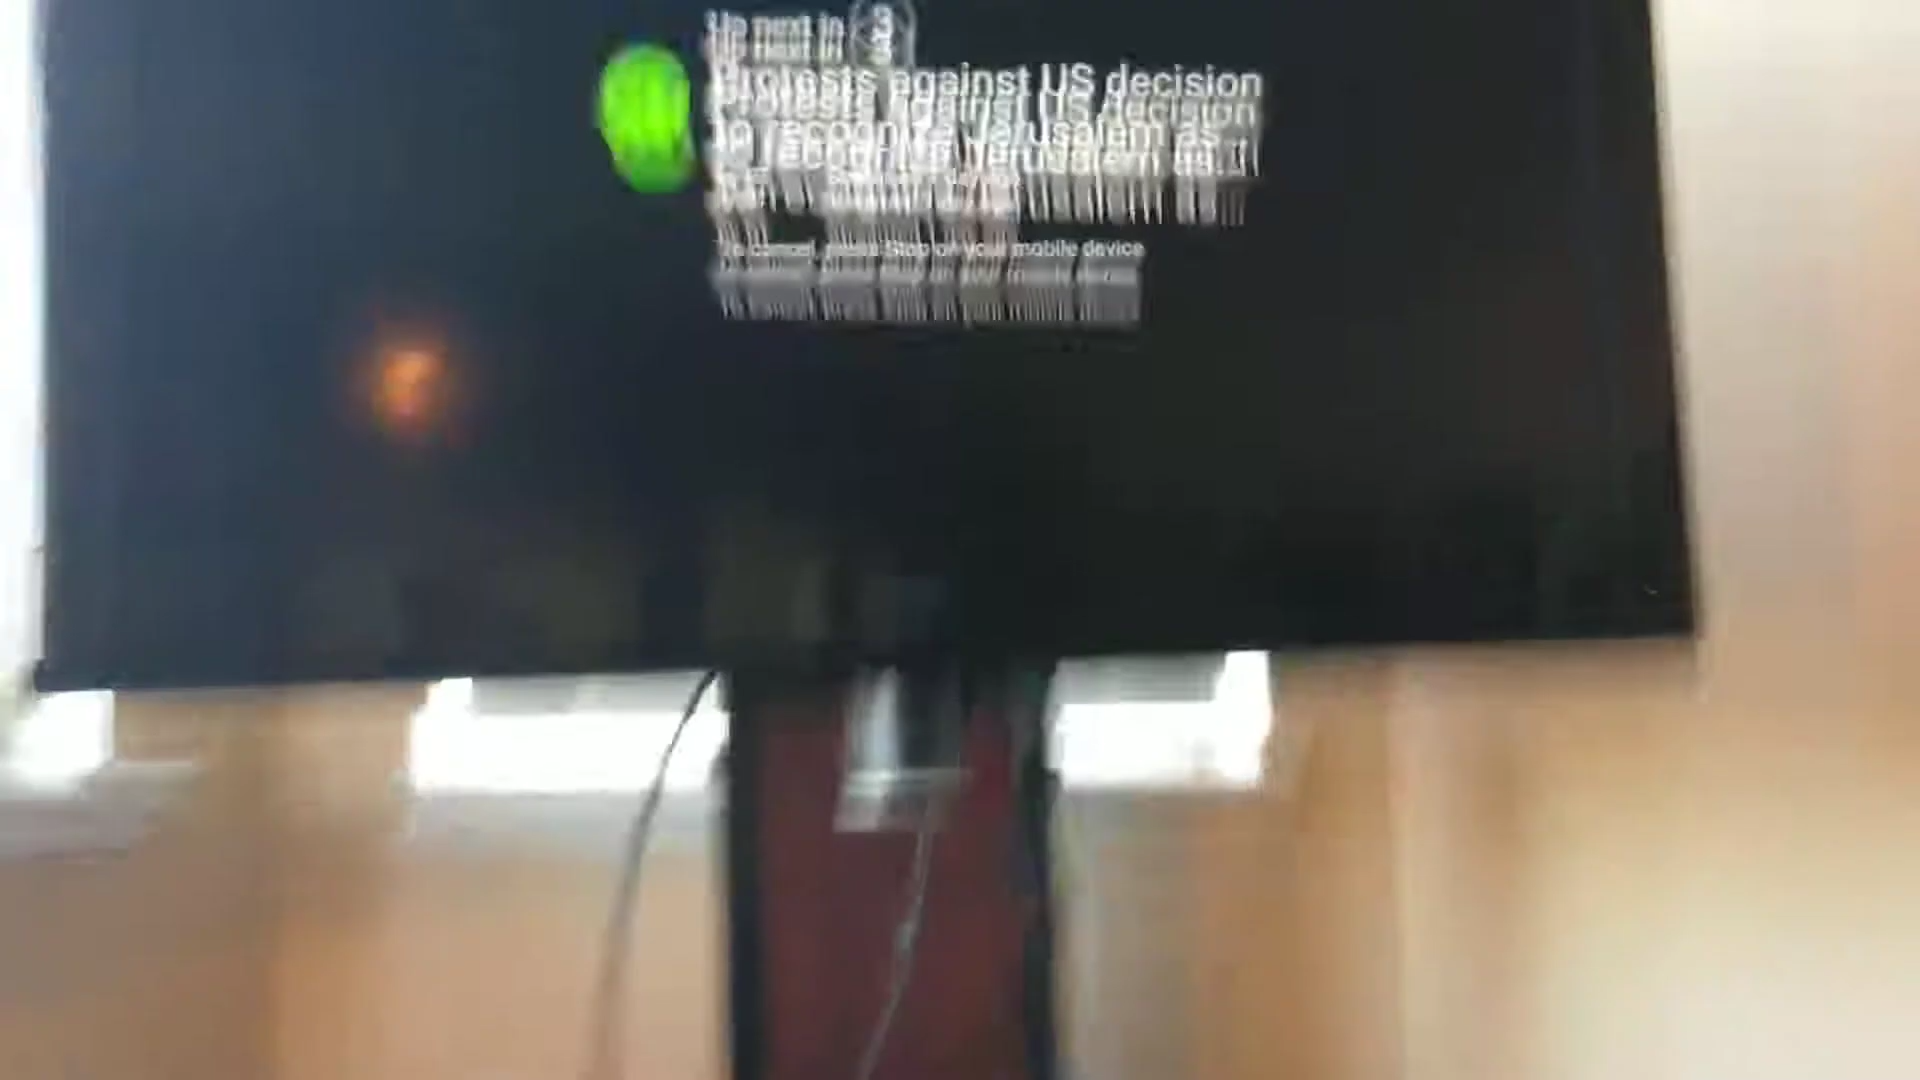 Up next in 3
Protests against US decision
to recognize Jerusalem as...
To cancel, press Stop on your mobile device